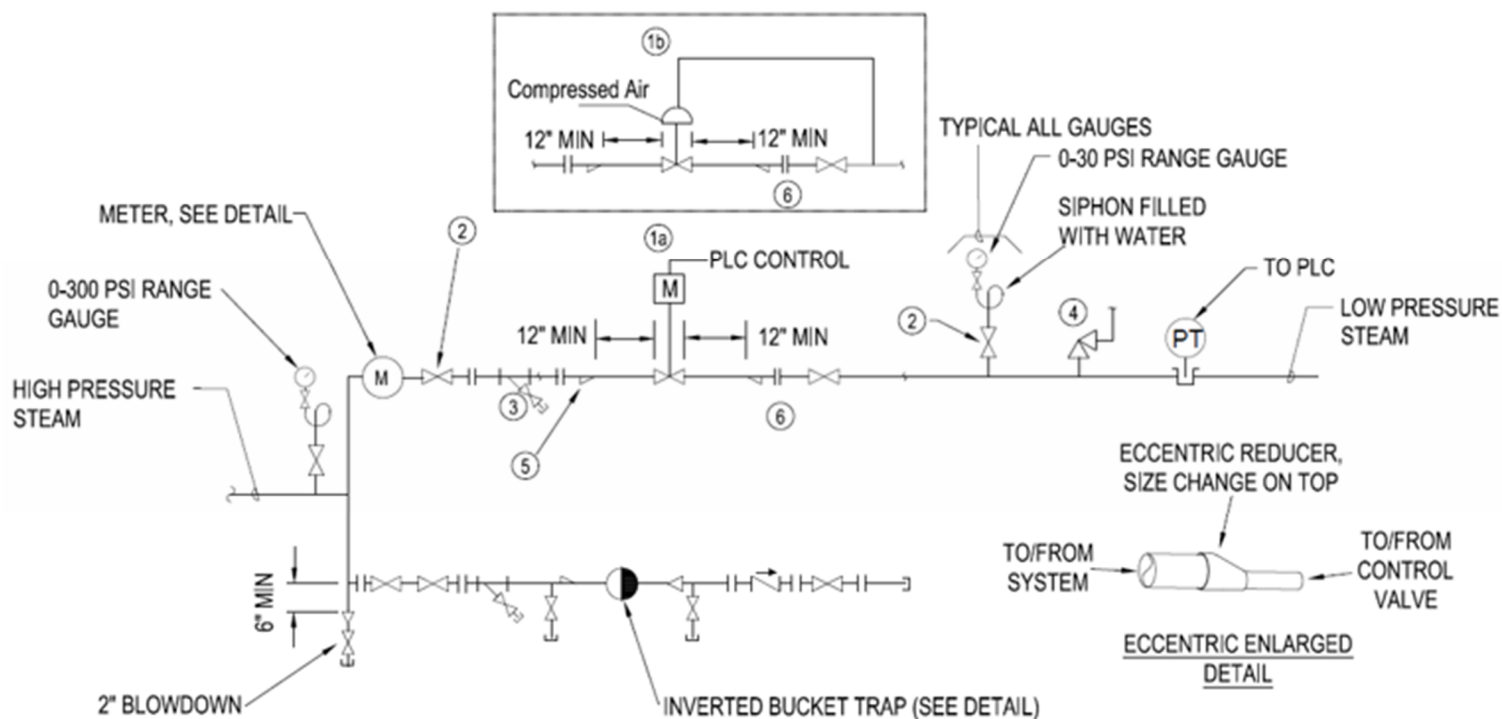 1b
Compressed Air
12" MIN
12" MIN
6
TYPICAL ALL GAUGES
0-30 PSI RANGE GAUGE
SIPHON FILLED
WITH WATER
METER, SEE DETAIL
2
1a
PLC CONTROL
M
0-300 PSI RANGE
GAUGE
12" MIN
12" MIN
2
4
TO PLC
PT
LOW PRESSURE
STEAM
HIGH PRESSURE
STEAM
M
3
5
6
ECCENTRIC REDUCER,
SIZE CHANGE ON TOP
TO/FROM
SYSTEM
TO/FROM
CONTROL
VALVE
ECCENTRIC ENLARGED
DETAIL
6" MIN
2" BLOWDOWN
INVERTED BUCKET TRAP (SEE DETAIL)